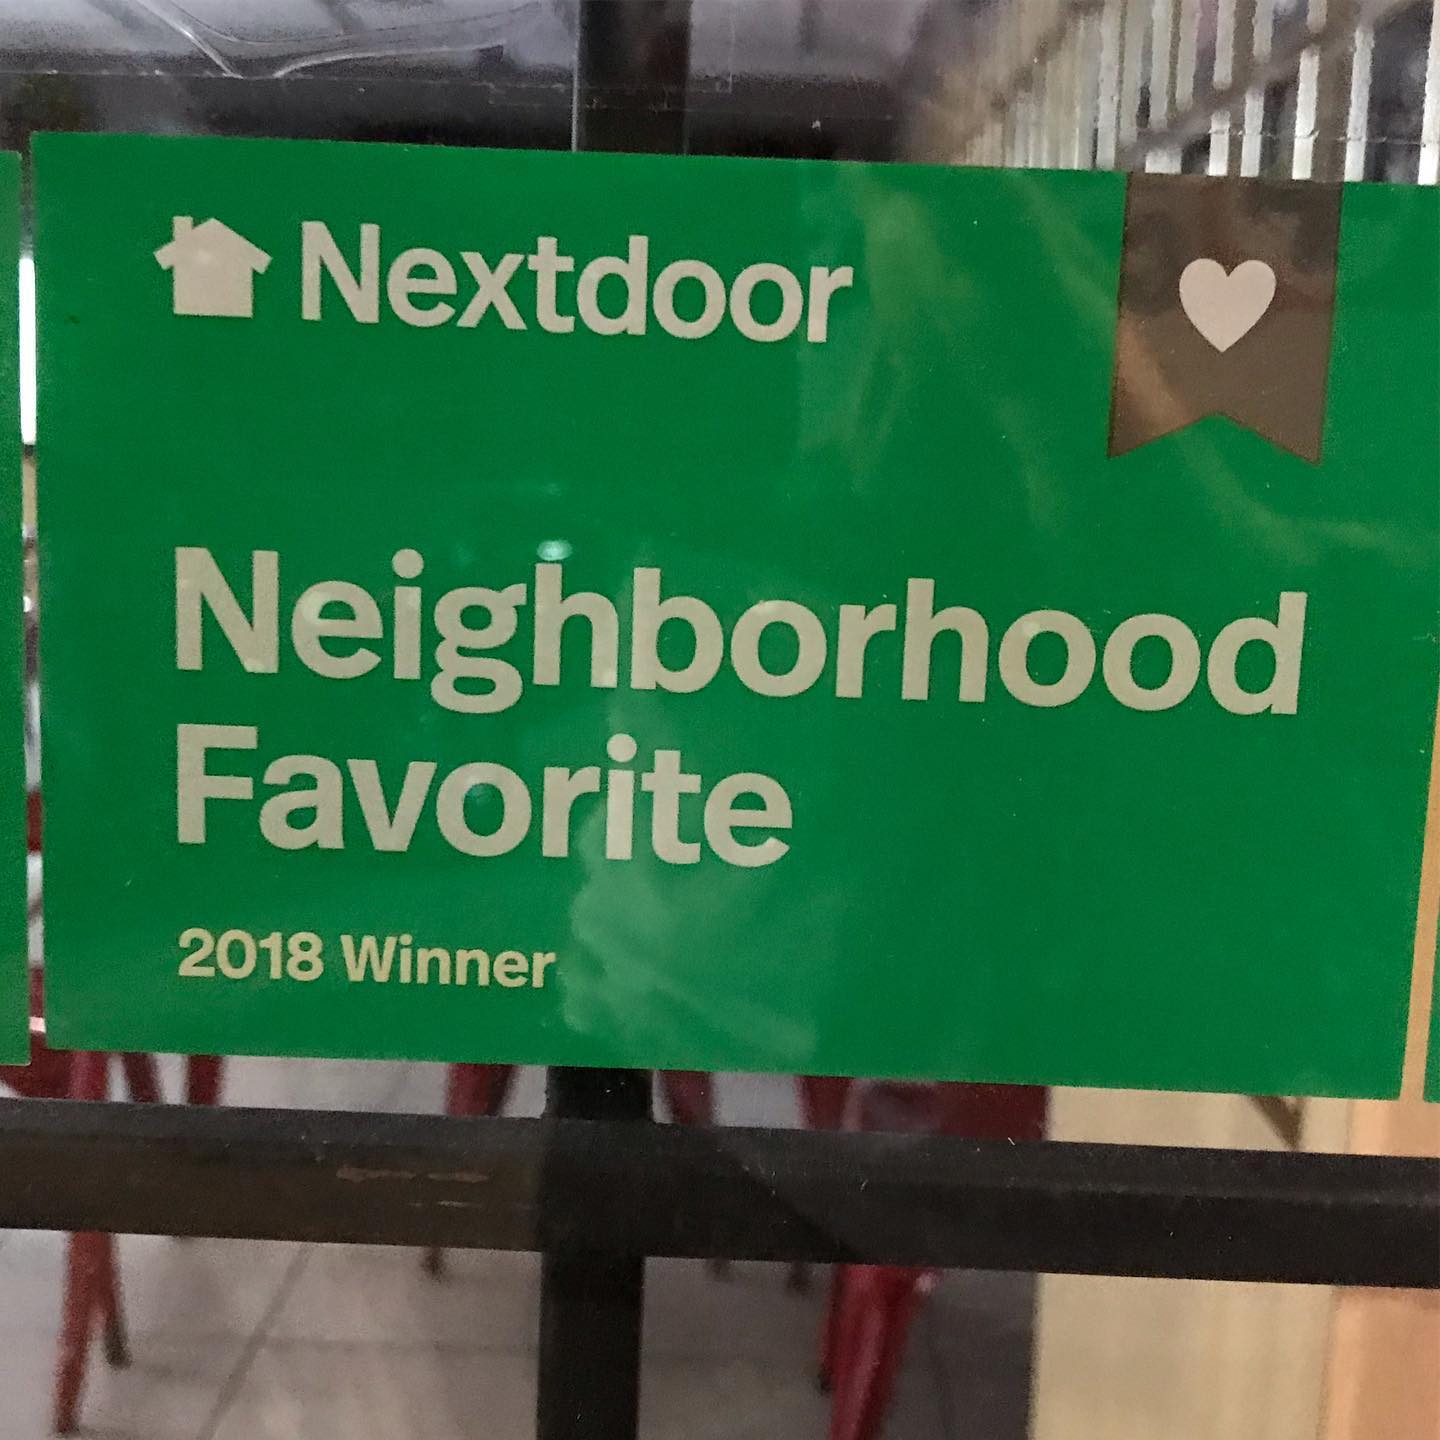 Nextdoor
Neighborhood
Favorite
2018 Winner